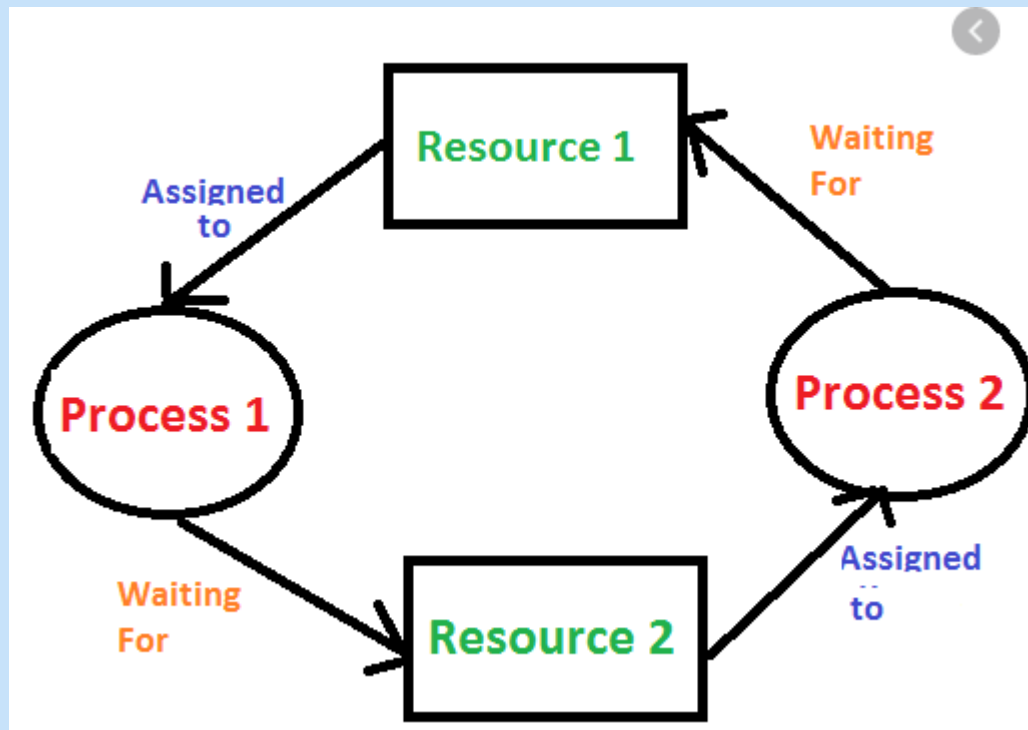 Resource 1
Waiting
For
Assigned
to
Process 1
Process 2
Waiting
For
Resource 2
Assigned
to